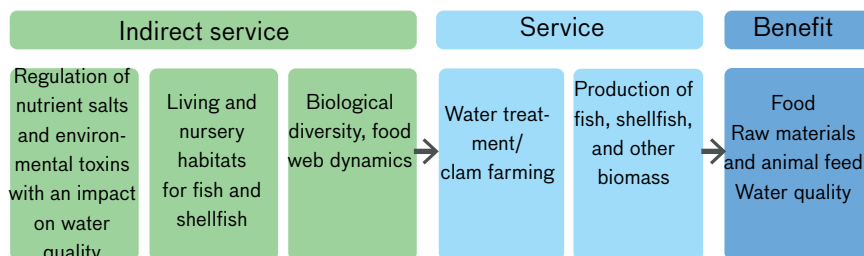 Indirect service
Service
Benefit
Regulation of
nutrient salts
and environ-
mental toxins
with an impact
on water
quality
Living and
nursery
habitats
for fish and
shellfish
Biological
diversity, food
web dynamics
Water treat-
ment/
clam farming
Production of
fish, shellfish,
and other
biomass
Food
Raw materials
and animal feed
Water quality